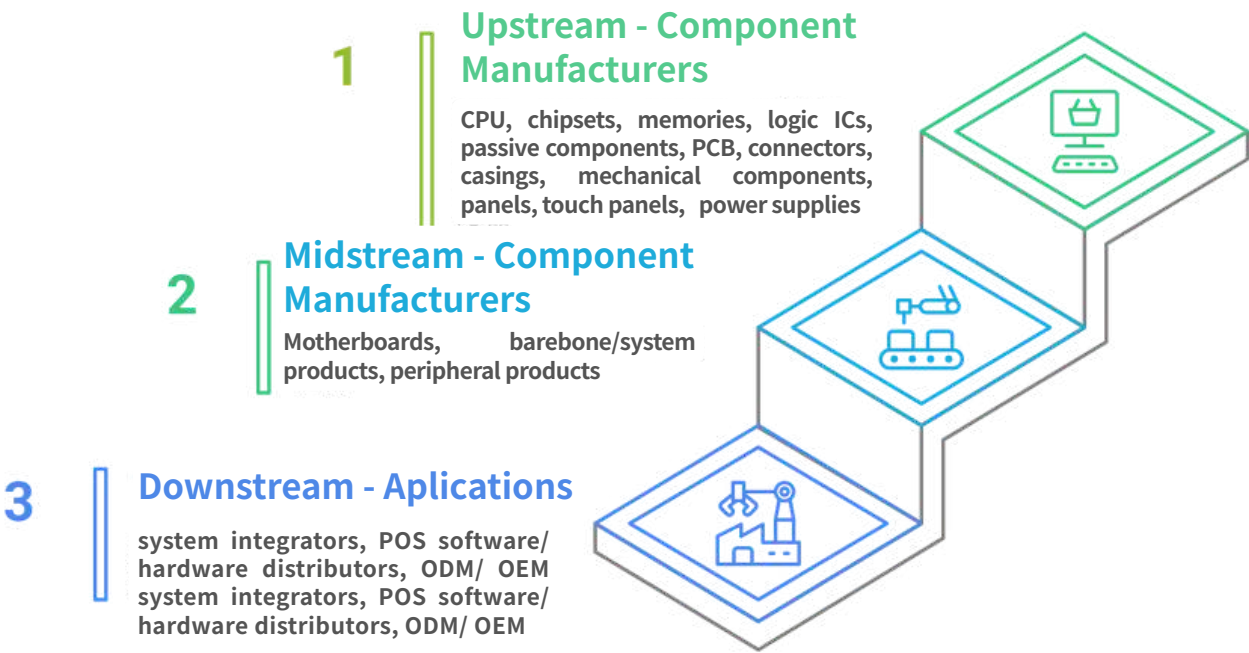 1
Upstream - Component
Manufacturers
CPU, chipsets, memories, logic ICs,
passive components, PCB, connectors,
casings, mechanical components,
panels, touch panels, power supplies
2
Midstream - Component
Manufacturers
Motherboards, barebone/system
products, peripheral products
3
Downstream - Aplications
system integrators, POS software/
hardware distributors, ODM/ OEM
system integrators, POS software/
hardware distributors, ODM/ OEM